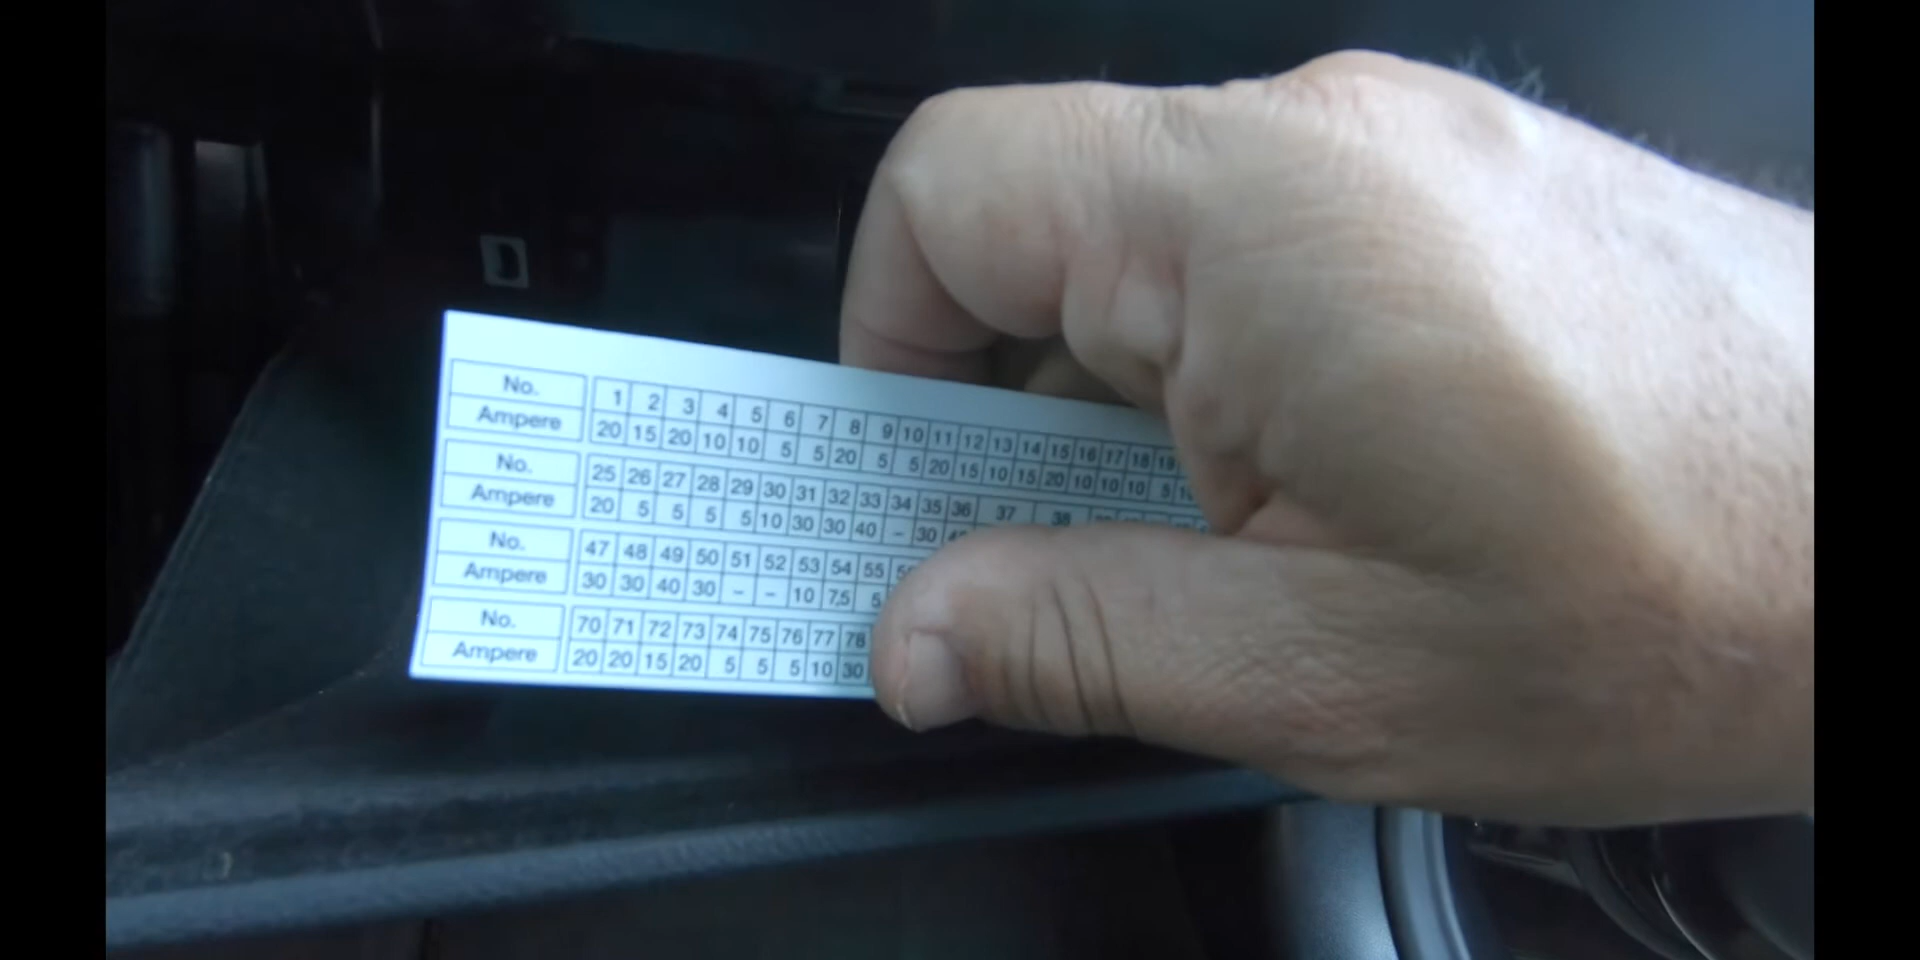 D
No. 1 2 3 4 5 6 7 8 9 10 11 12 13 14 15 16 17 18 19
Ampere 20 15 20 10 10 5 5 20 5 5 20 15 10 15 20 10 10 10 5
No. 25 26 27 28 29 30 31 32 33 34 35 36 37 38
Ampere 20 5 5 5 5 10 30 30 40 – 30
No. 47 48 49 50 51 52 53 54 55
Ampere 30 30 40 30 – – 10 7,5 5
No. 70 71 72 73 74 75 76 77 78
Ampere 20 20 15 20 5 5 5 10 30